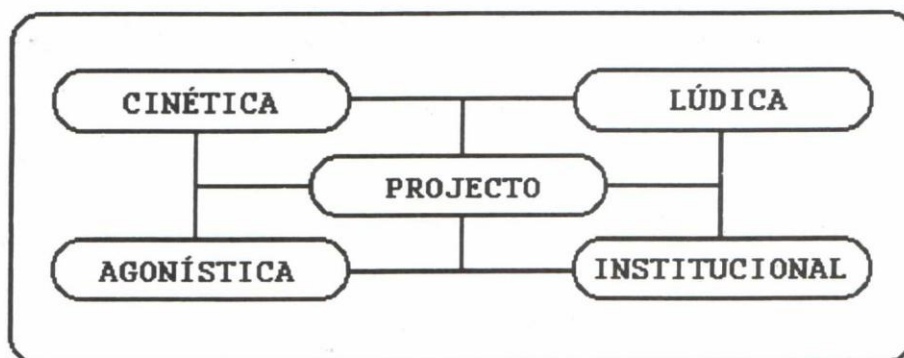 CINÉTICA
LÚDICA
PROJECTO
AGONÍSTICA
INSTITUCIONAL